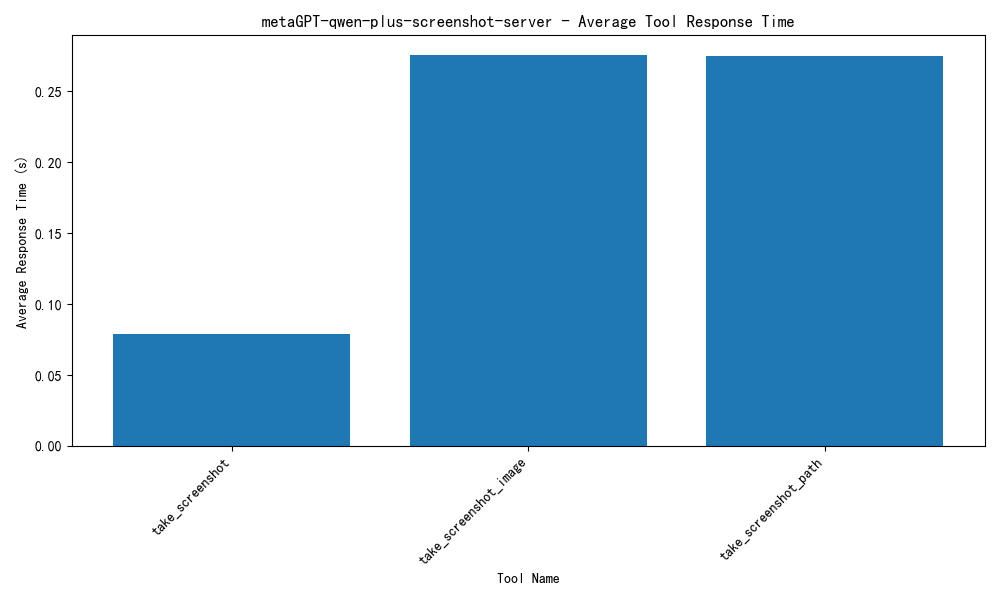 metaGPT-qwen-plus-screenshot-server - Average Tool Response Time
Average Response Time (s)
0.25
0.20
0.15
0.10
0.05
0.00
take_screenshot
take_screenshot_image
take_screenshot_path
Tool Name